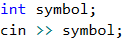 int symbol;
cin >> symbol;